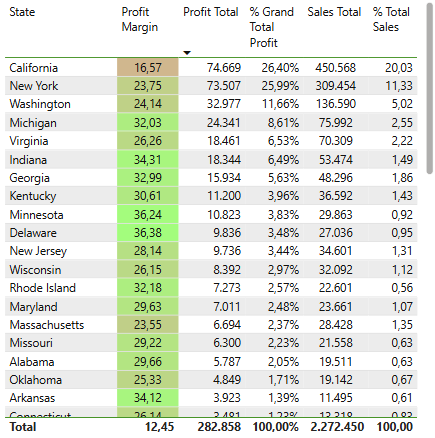 State Profit Margin Profit Total % Grand Total Profit Sales Total % Total Sales
California 16,57 74.669 26,40% 450.568 20,03
New York 23,75 73.507 25,99% 309.454 11,33
Washington 24,14 32.977 11,66% 136.590 5,02
Michigan 32,03 24.341 8,61% 75.992 2,55
Virginia 26,26 18.461 6,53% 70.309 2,22
Indiana 34,31 18.344 6,49% 53.474 1,49
Georgia 32,99 15.934 5,63% 48.296 1,86
Kentucky 30,61 11.200 3,96% 36.592 1,43
Minnesota 36,24 10.823 3,83% 29.863 0,92
Delaware 36,38 9.836 3,48% 27.036 0,95
New Jersey 28,14 9.736 3,44% 34.601 1,31
Wisconsin 26,15 8.392 2,97% 32.092 1,12
Rhode Island 32,18 7.273 2,57% 22.601 0,56
Maryland 29,63 7.011 2,48% 23.661 1,07
Massachusetts 23,55 6.694 2,37% 28.428 1,35
Missouri 29,22 6.300 2,23% 21.558 0,63
Alabama 29,66 5.787 2,05% 19.511 0,63
Oklahoma 25,33 4.849 1,71% 19.142 0,67
Arkansas 34,12 3.923 1,39% 11.495 0,61
Connecticut 26,14 3.481 1,23% 13.318 0,83
Total 12,45 282.858 100,00% 2.272.450 100,00